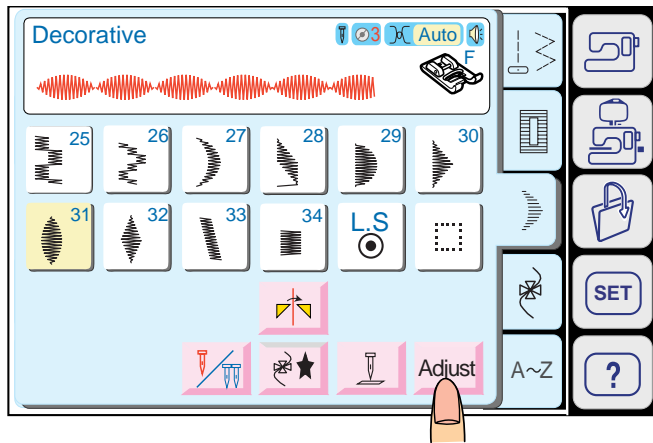 Decorative
3 Auto
F
25 26 27 28 29 30
31 32 33 34 L.S
Adjust
A~Z
SET
?